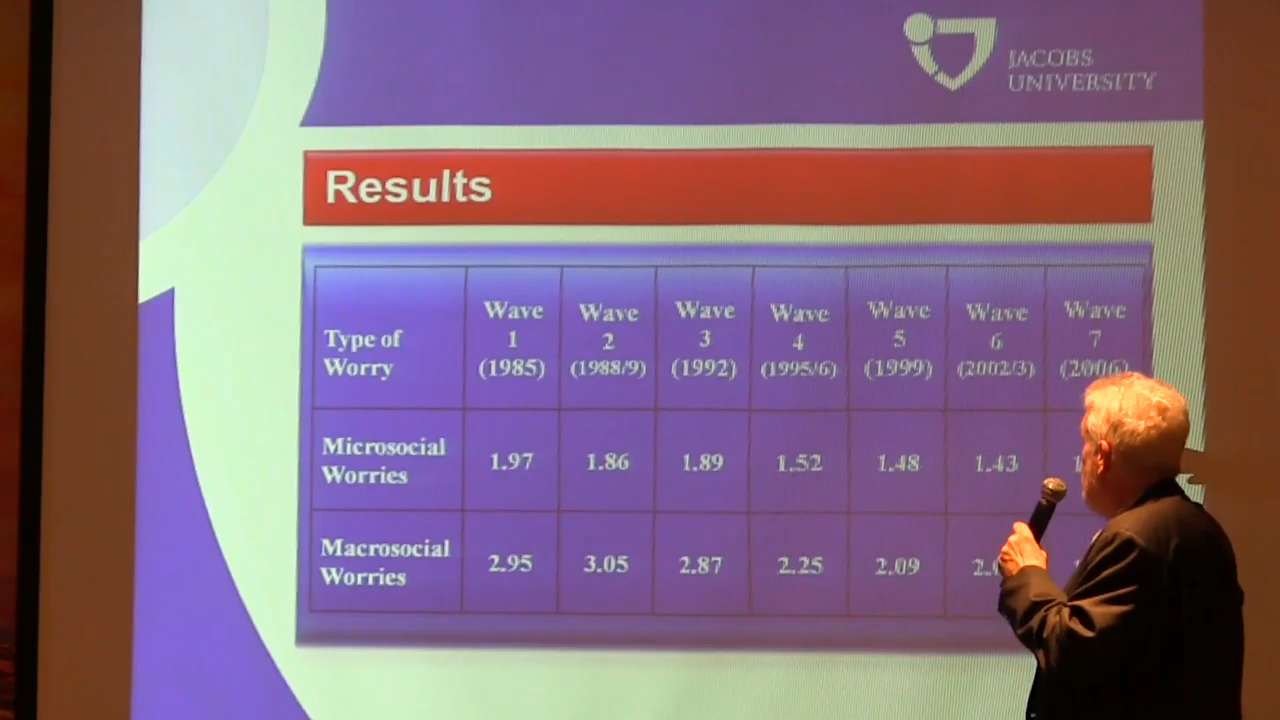 JACOBS
UNIVERSITY
Results
Type of
Worry
Wave
1
(1985)
Wave
2
(1988/9)
Wave
3
(1992)
Wave
4
(1995/6)
Wave
5
(1999)
Wave
6
(2002/3)
Wave
7
(2006)
Microsocial
Worries
1.97
1.86
1.89
1.52
1.48
1.43
Macrosocial
Worries
2.95
3.05
2.87
2.25
2.09